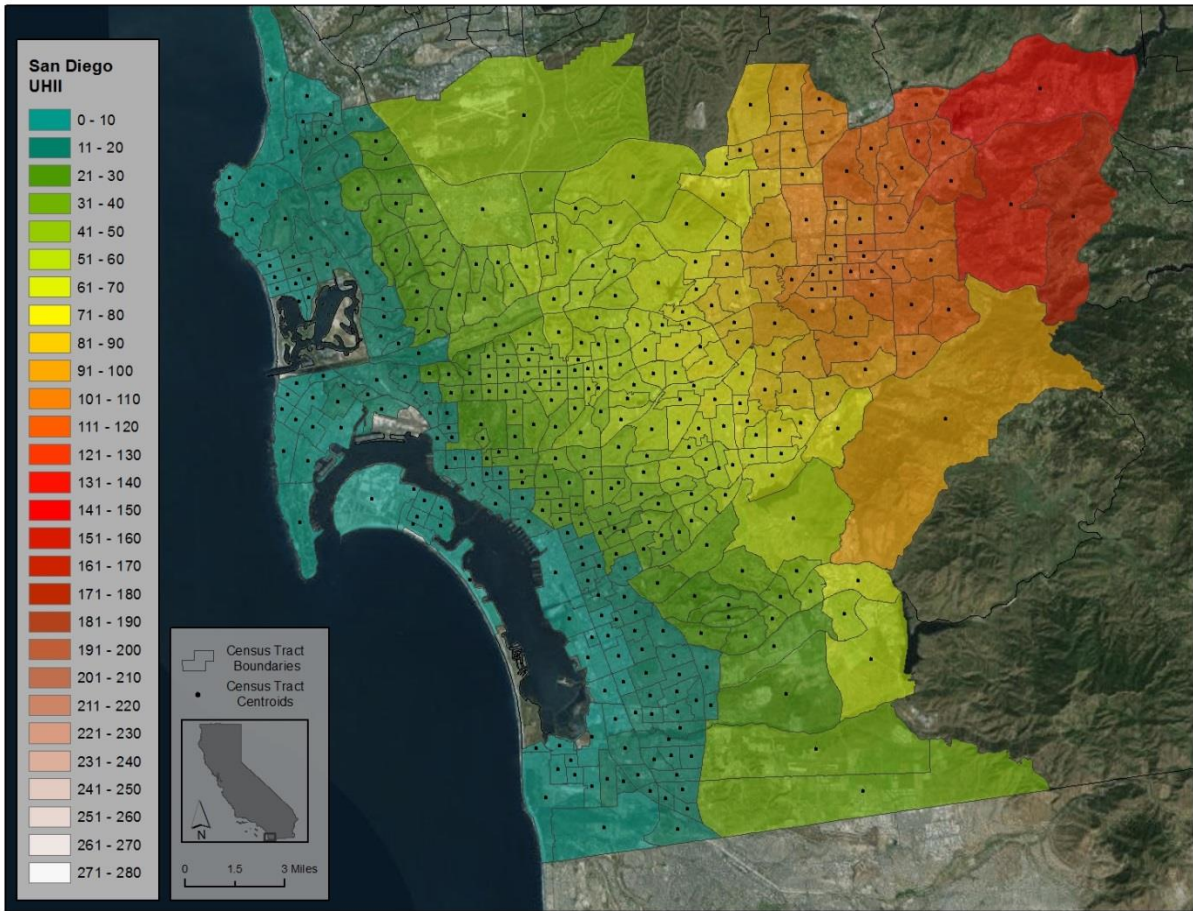 San Diego
UHII
0 - 10
11 - 20
21 - 30
31 - 40
41 - 50
51 - 60
61 - 70
71 - 80
81 - 90
91 - 100
101 - 110
111 - 120
121 - 130
131 - 140
141 - 150
151 - 160
161 - 170
171 - 180
181 - 190
191 - 200
201 - 210
211 - 220
221 - 230
231 - 240
241 - 250
251 - 260
261 - 270
271 - 280
Census Tract
Boundaries
Census Tract
Centroids
N
0 1.5 3 Miles